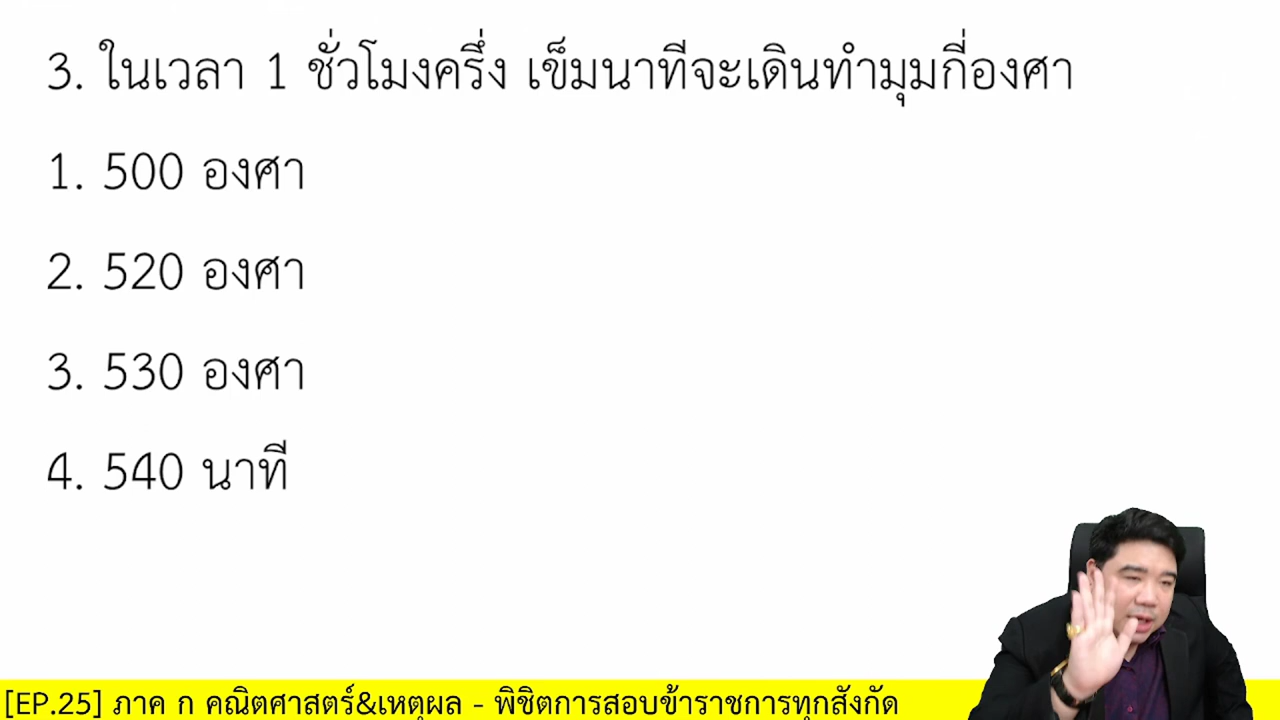 3. ในเวลา 1 ชั่วโมงครึ่ง เข็มนาทีจะเดินทำมุมกี่องศา
1. 500 องศา
2. 520 องศา
3. 530 องศา
4. 540 นาที
[EP.25] ภาค ก คณิตศาสตร์&เหตุผล - พิชิตการสอบข้าราชการทุกสังกัด